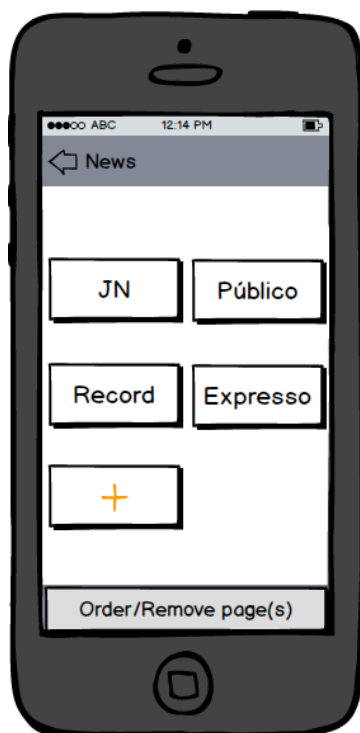 ABC 12:14 PM
News
JN Público
Record Expresso
+
Order/Remove page(s)